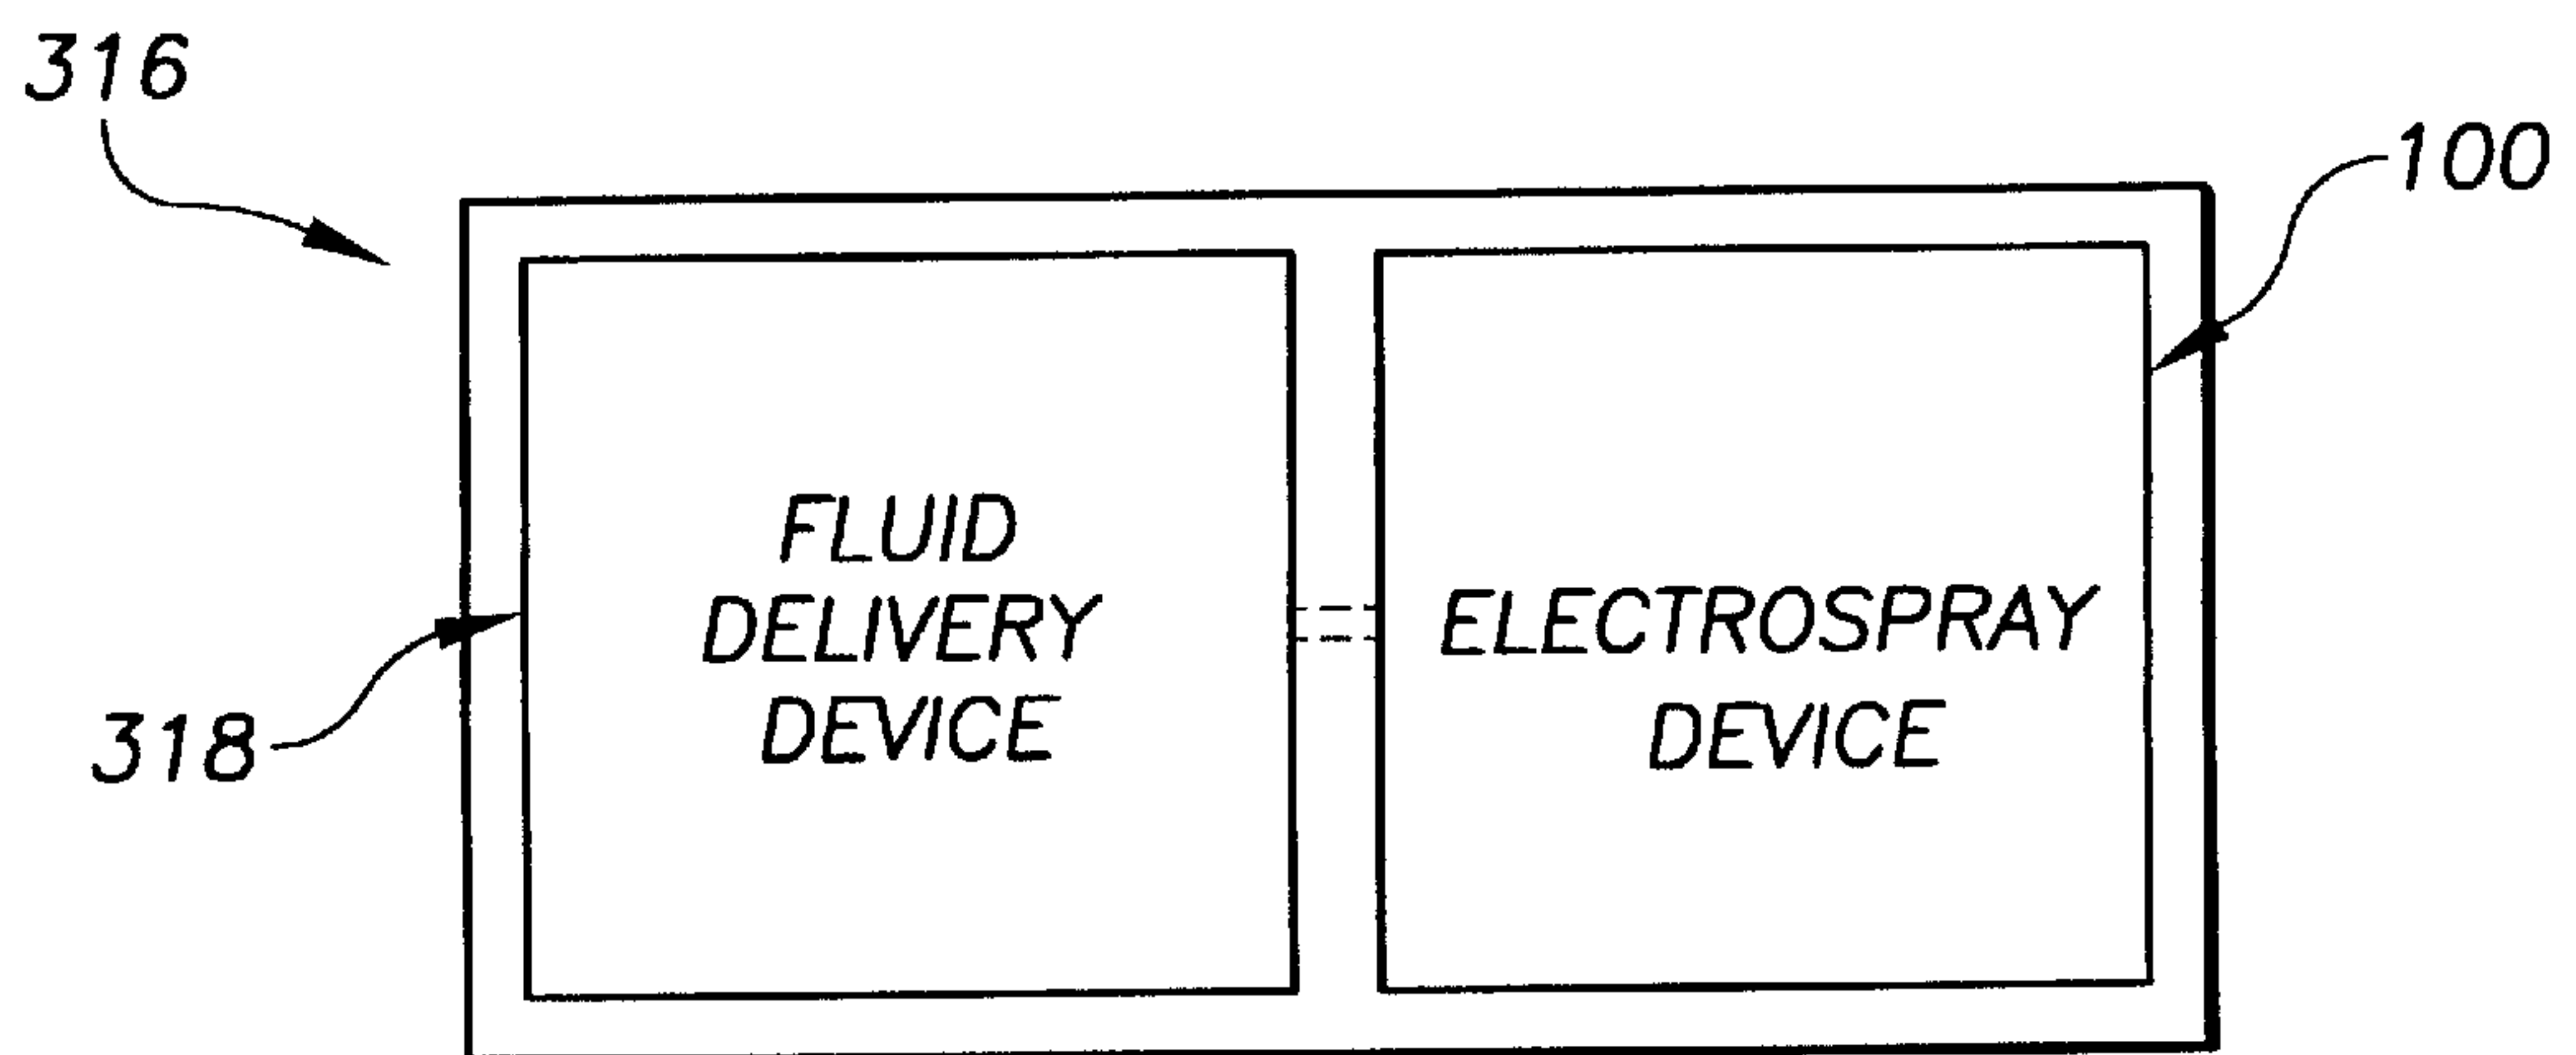 316
100
FLUID
DELIVERY
DEVICE
ELECTROSPRAY
DEVICE
318